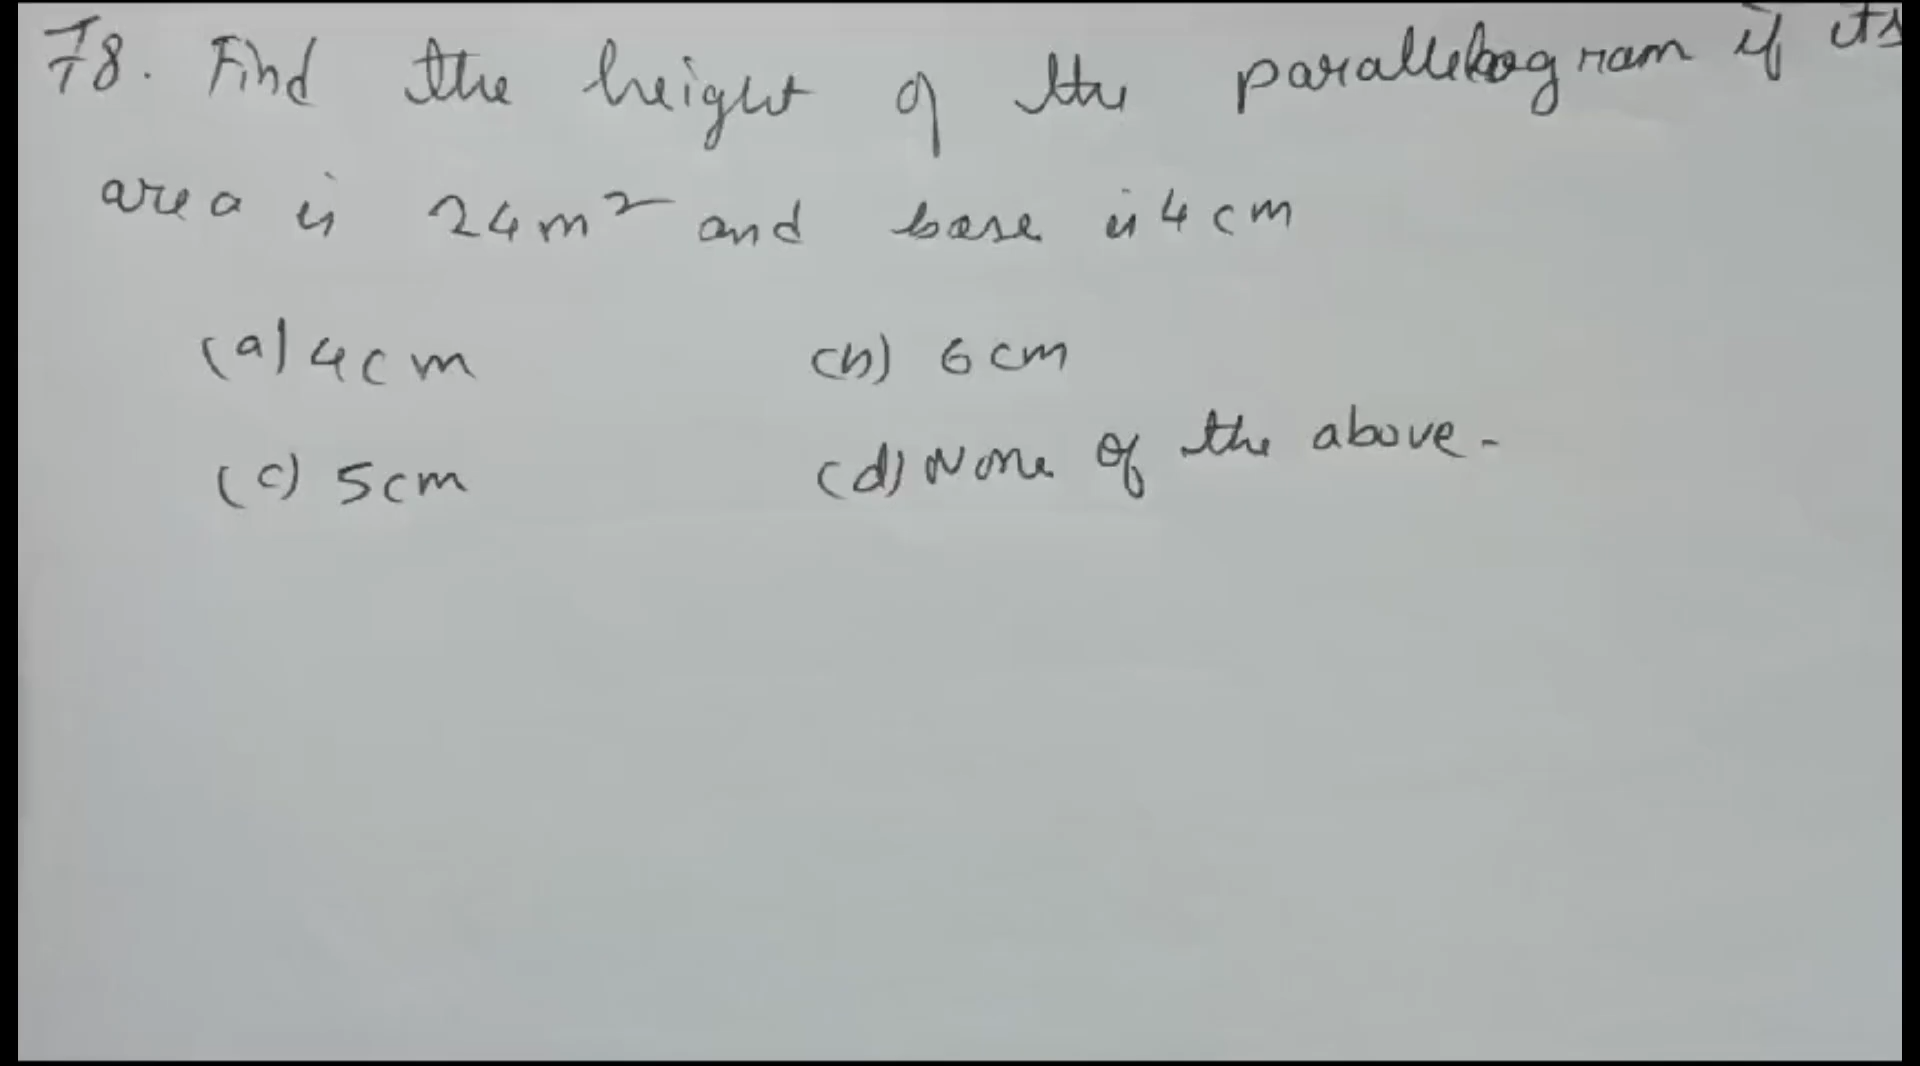 78. Find the height of the parallelogram if its
area is 24m² and base is 4cm
(a) 4cm (b) 6cm
(c) 5cm (d) None of the above.